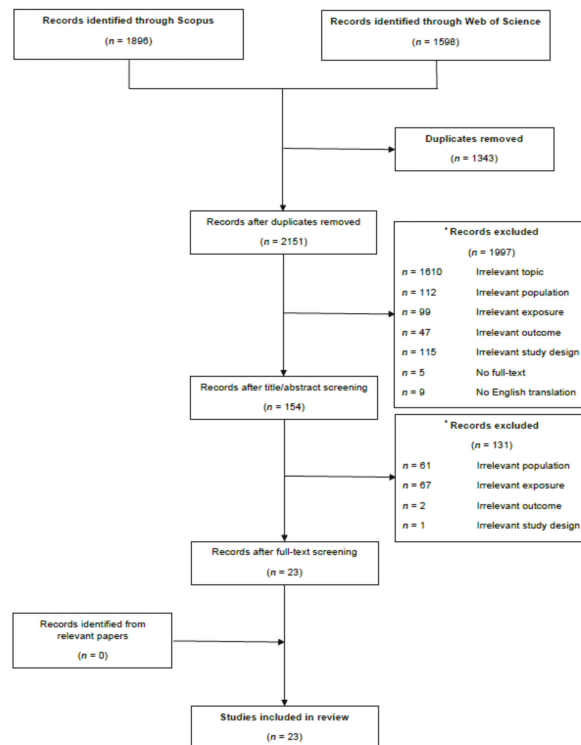 Records identified through Scopus
(n = 1896)
Records identified through Web of Science
(n = 1598)
Duplicates removed
(n = 1343)
Records after duplicates removed
(n = 2151)
* Records excluded
(n = 1997)
n = 1610 Irrelevant topic
n = 112 Irrelevant population
n = 99 Irrelevant exposure
n = 47 Irrelevant outcome
n = 115 Irrelevant study design
n = 5 No full-text
n = 9 No English translation
Records after title/abstract screening
(n = 154)
* Records excluded
(n = 131)
n = 61 Irrelevant population
n = 67 Irrelevant exposure
n = 2 Irrelevant outcome
n = 1 Irrelevant study design
Records after full-text screening
(n = 23)
Records identified from
relevant papers
(n = 0)
Studies included in review
(n = 23)